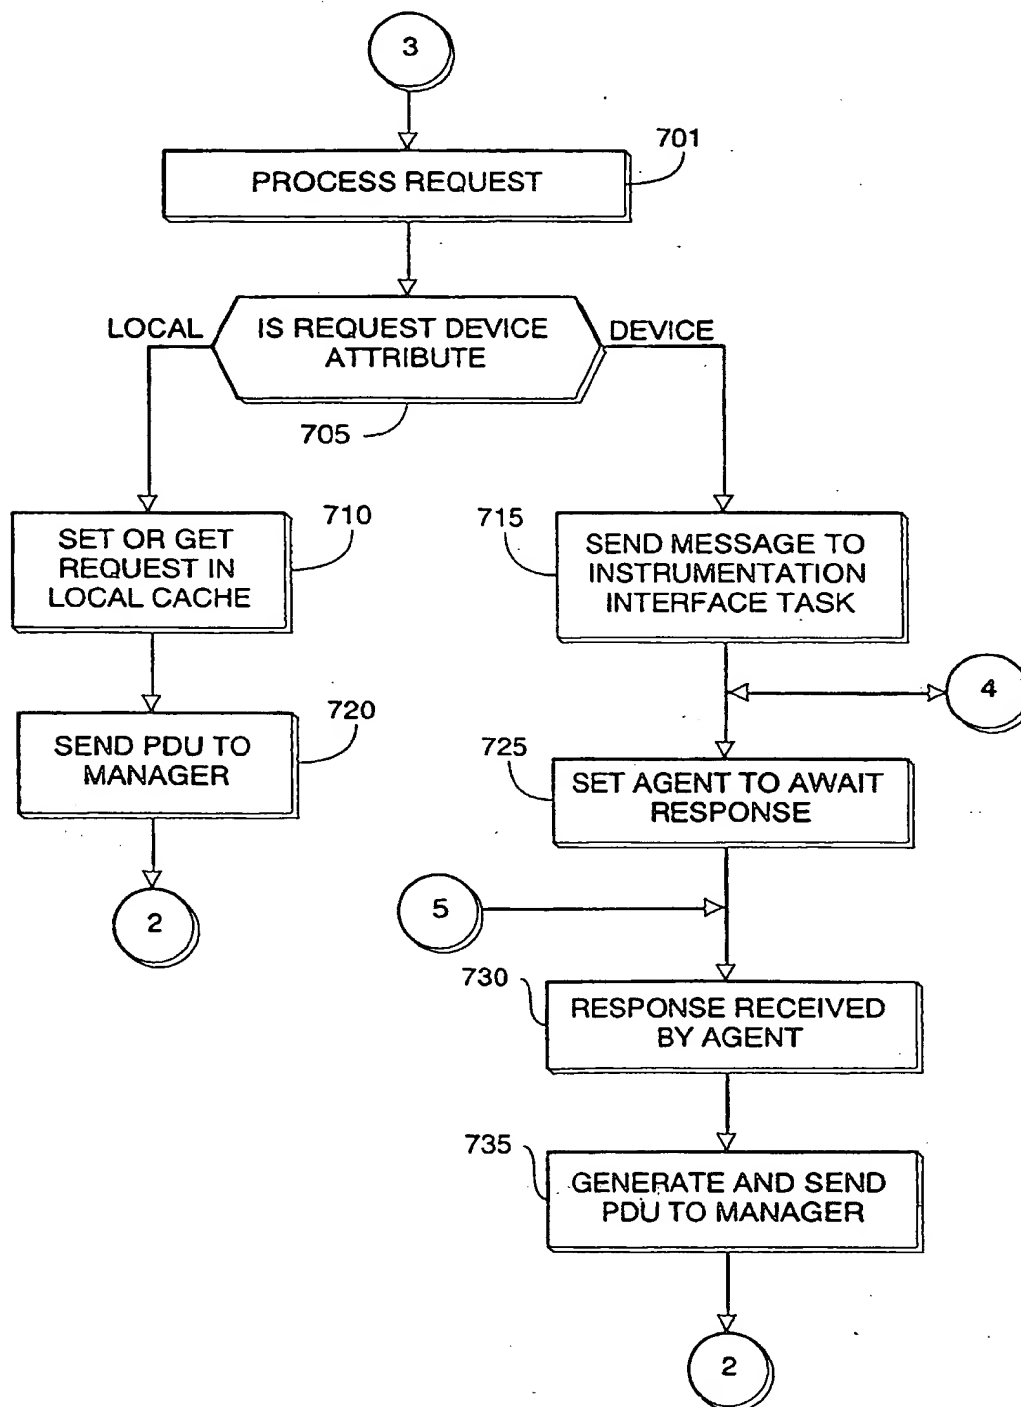 3
701
PROCESS REQUEST
LOCAL
IS REQUEST DEVICE
ATTRIBUTE
DEVICE
705
710
SET OR GET
REQUEST IN
LOCAL CACHE
715
SEND MESSAGE TO
INSTRUMENTATION
INTERFACE TASK
4
720
SEND PDU TO
MANAGER
725
SET AGENT TO AWAIT
RESPONSE
2
5
730
RESPONSE RECEIVED
BY AGENT
735
GENERATE AND SEND
PDU TO MANAGER
2